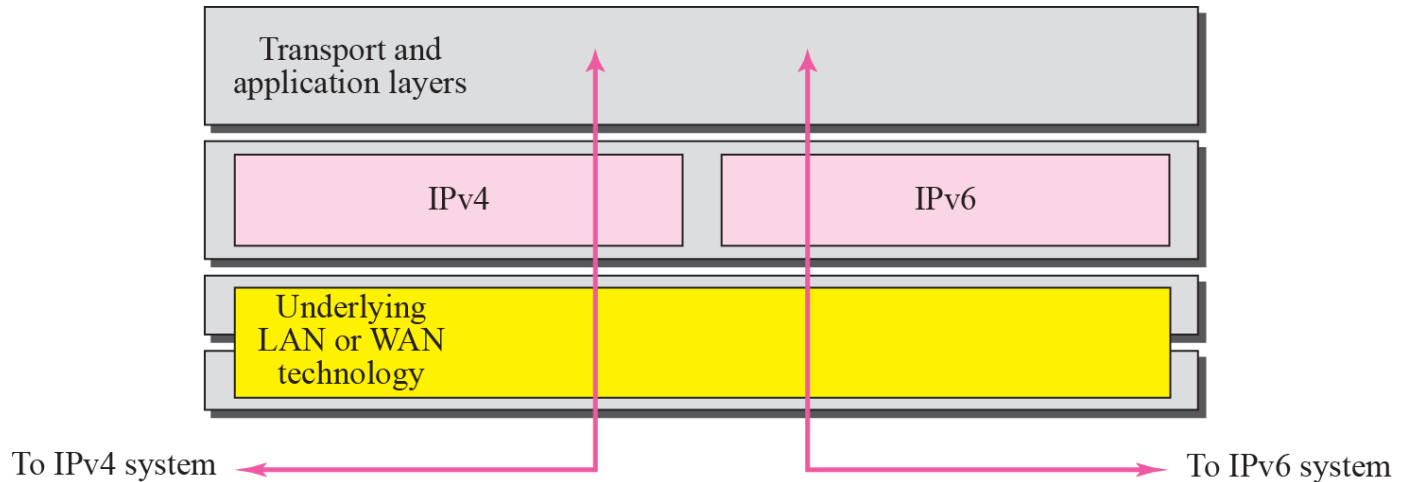 Transport and
application layers
IPv4
IPv6
Underlying
LAN or WAN
technology
To IPv4 system
To IPv6 system